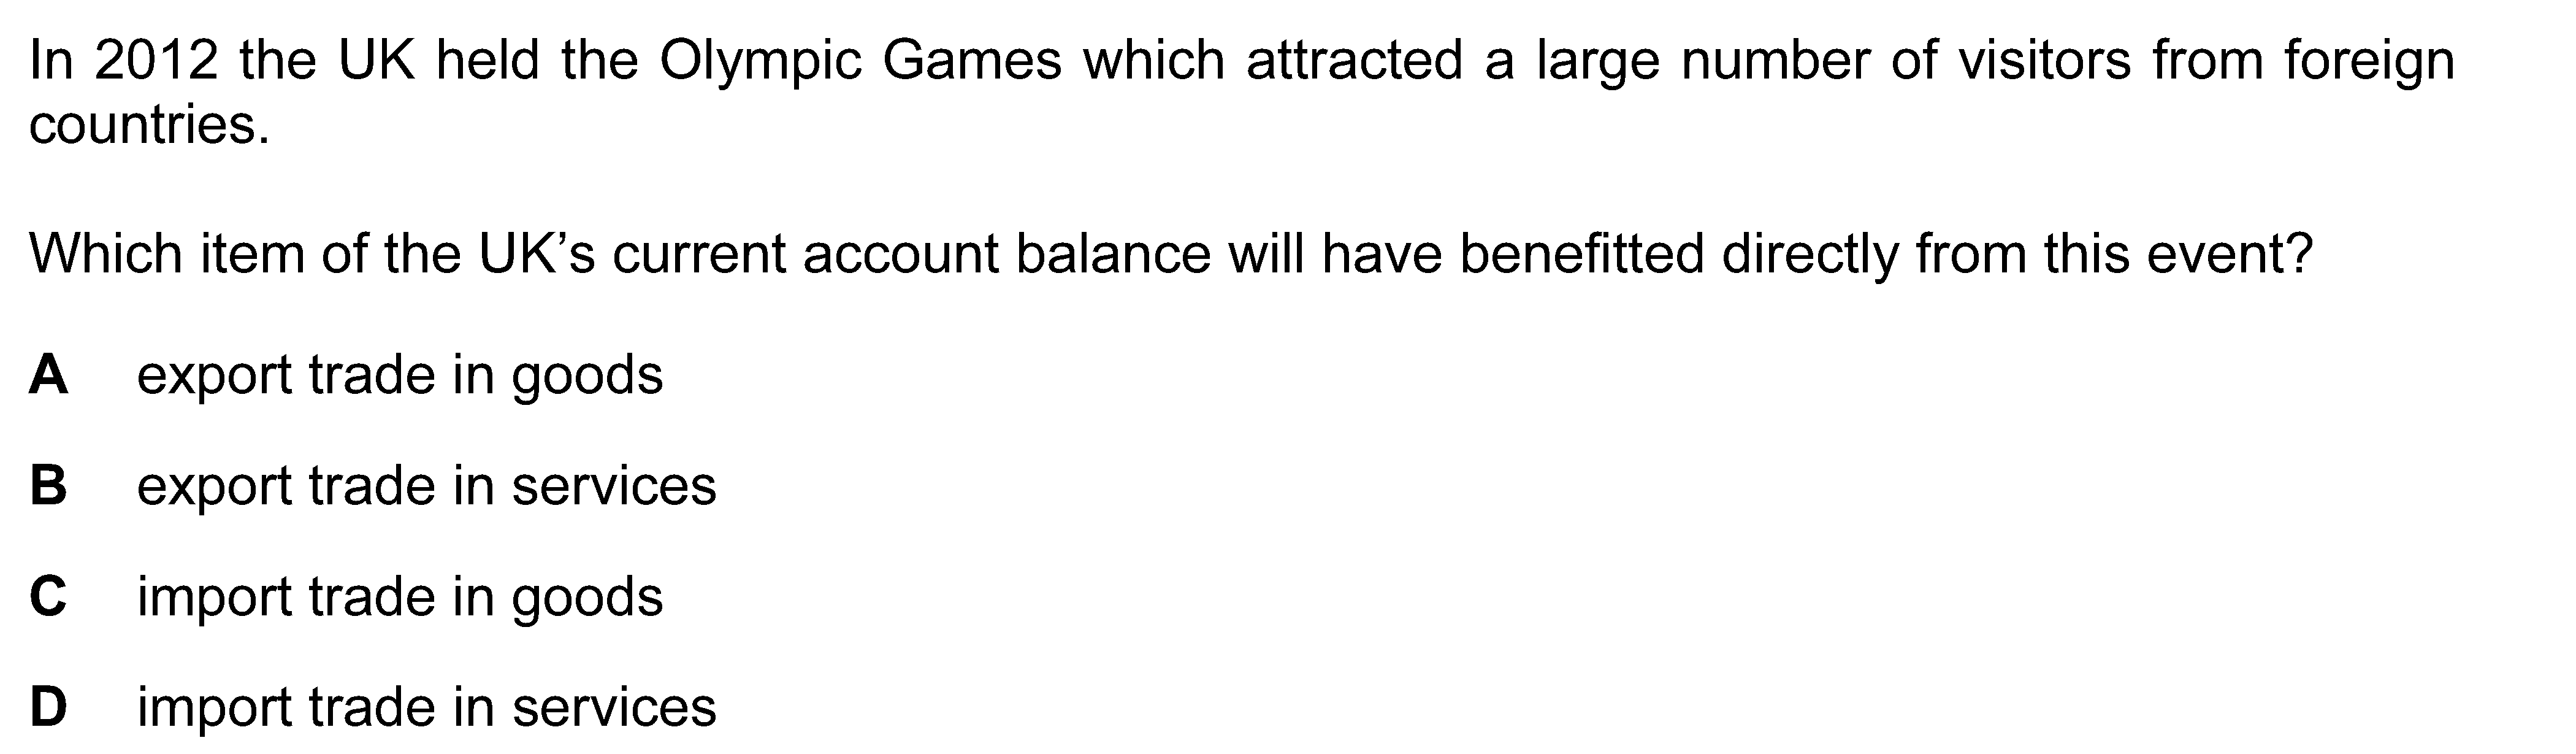 In 2012 the UK held the Olympic Games which attracted a large number of visitors from foreign
countries.
Which item of the UK’s current account balance will have benefitted directly from this event?
A export trade in goods
B export trade in services
C import trade in goods
D import trade in services